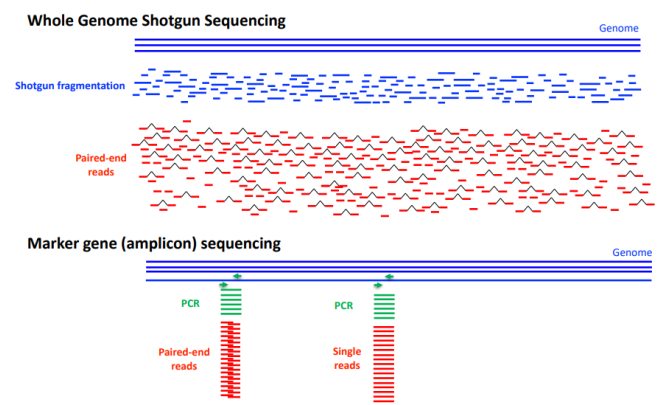 Whole Genome Shotgun Sequencing
Genome
Shotgun fragmentation
Paired-end
reads
Marker gene (amplicon) sequencing
Genome
PCR
PCR
Paired-end
reads
Single
reads